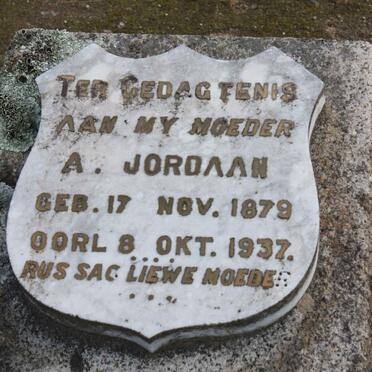 TER GEDAGTENIS
AAN MY MOEDER
A. JORDAAN
GEB. 17 NOV. 1879
OORL 8 OKT. 1937.
RUS SAG LIEWE MOEDER